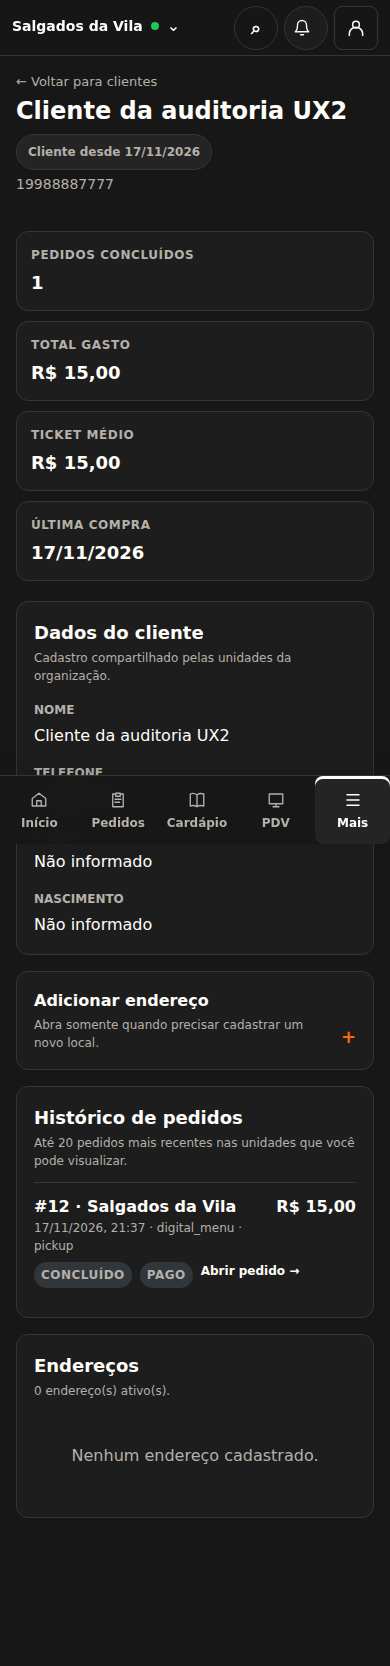 Salgados da Vila
← Voltar para clientes
Cliente da auditoria UX2
Cliente desde 17/11/2026
19988887777
PEDIDOS CONCLUÍDOS
1
TOTAL GASTO
R$ 15,00
TICKET MÉDIO
R$ 15,00
ÚLTIMA COMPRA
17/11/2026
Dados do cliente
Cadastro compartilhado pelas unidades da
organização.
NOME
Cliente da auditoria UX2
TELEFONE
Início Pedidos Cardápio PDV Mais
Não informado
NASCIMENTO
Não informado
Adicionar endereço
Abra somente quando precisar cadastrar um
novo local.
+
Histórico de pedidos
Até 20 pedidos mais recentes nas unidades que você
pode visualizar.
#12 · Salgados da Vila R$ 15,00
17/11/2026, 21:37 · digital_menu ·
pickup
CONCLUÍDO PAGO Abrir pedido →
Endereços
0 endereço(s) ativo(s).
Nenhum endereço cadastrado.